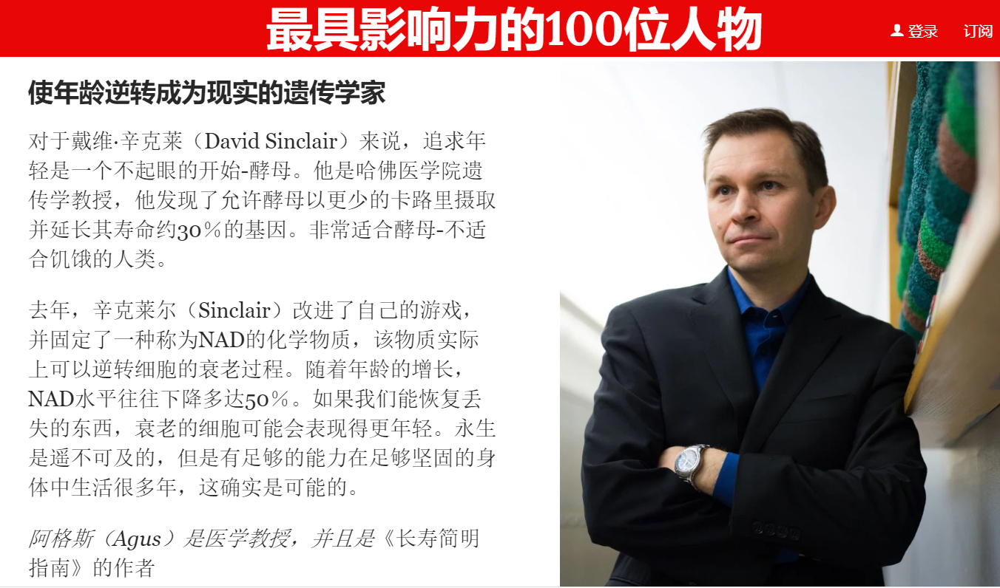 最具影响力的100位人物
登录
订阅
使年龄逆转成为现实的遗传学家
对于戴维·辛克莱（David Sinclair）来说，追求年
轻是一个不起眼的开始-酵母。他是哈佛医学院遗
传学教授，他发现了允许酵母以更少的卡路里摄取
并延长其寿命约30％的基因。非常适合酵母-不适
合饥饿的人类。
去年，辛克莱尔（Sinclair）改进了自己的游戏，
并固定了一种称为NAD的化学物质，该物质实际
上可以逆转细胞的衰老过程。随着年龄的增长，
NAD水平往往下降多达50％。如果我们能恢复丢
失的东西，衰老的细胞可能会表现得更年轻。永生
是遥不可及的，但是有足够的能力在足够坚固的身
体中生活很多年，这确实是可能的。
阿格斯（Agus）是医学教授，并且是《长寿简明
指南》的作者